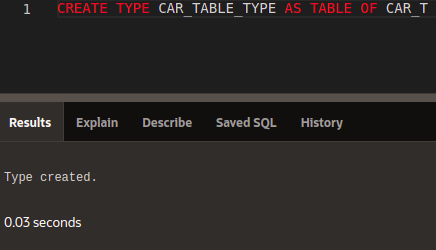 1 CREATE TYPE CAR_TABLE_TYPE AS TABLE OF CAR_T
Results Explain Describe Saved SQL History
Type created.
0.03 seconds